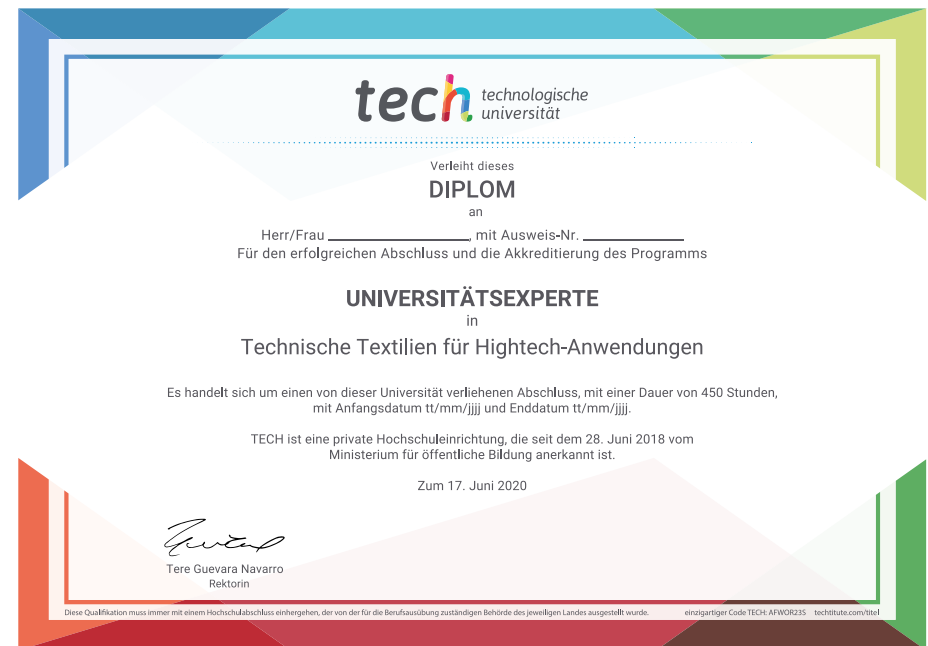 tech technologische
universität
Verleiht dieses
DIPLOM
an
Herr/Frau ____________________, mit Ausweis-Nr. ______________
Für den erfolgreichen Abschluss und die Akkreditierung des Programms
UNIVERSITÄTSEXPERTE
in
Technische Textilien für Hightech-Anwendungen
Es handelt sich um einen von dieser Universität verliehenen Abschluss, mit einer Dauer von 450 Stunden,
mit Anfangsdatum tt/mm/jjjj und Enddatum tt/mm/jjjj.
TECH ist eine private Hochschuleinrichtung, die seit dem 28. Juni 2018 vom
Ministerium für öffentliche Bildung anerkannt ist.
Zum 17. Juni 2020
Tere Guevara Navarro
Rektorin
Diese Qualifikation muss immer mit einem Hochschulabschluss einhergehen, der von der für die Berufsausübung zuständigen Behörde des jeweiligen Landes ausgestellt wurde. einzigartiger Code TECH: AFWOR23S techtitute.com/titel